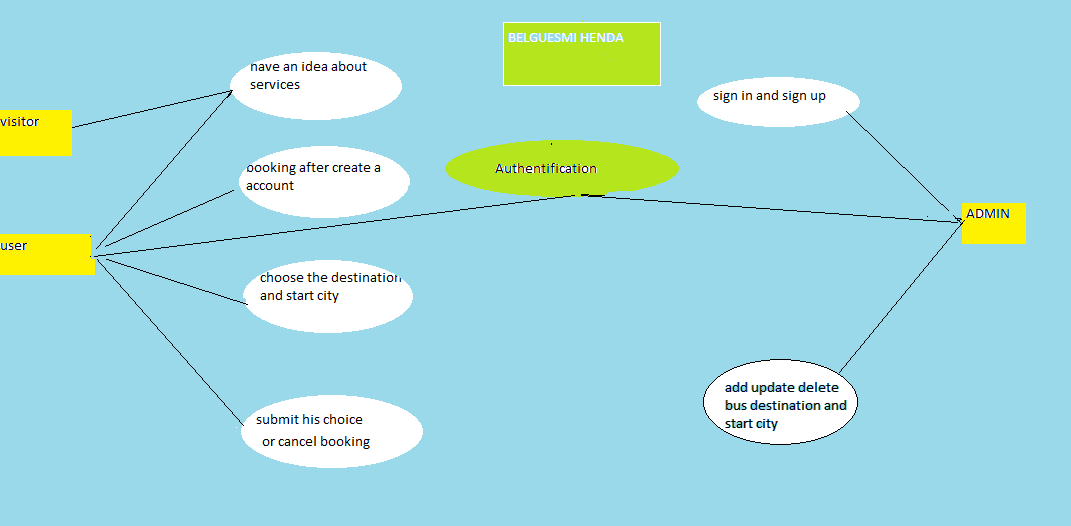 BELGUESMI HENDA
have an idea about
services
sign in and sign up
visitor
booking after create a
account
Authentification
user
ADMIN
choose the destination
and start city
add update delete
bus destination and
start city
submit his choice
or cancel booking